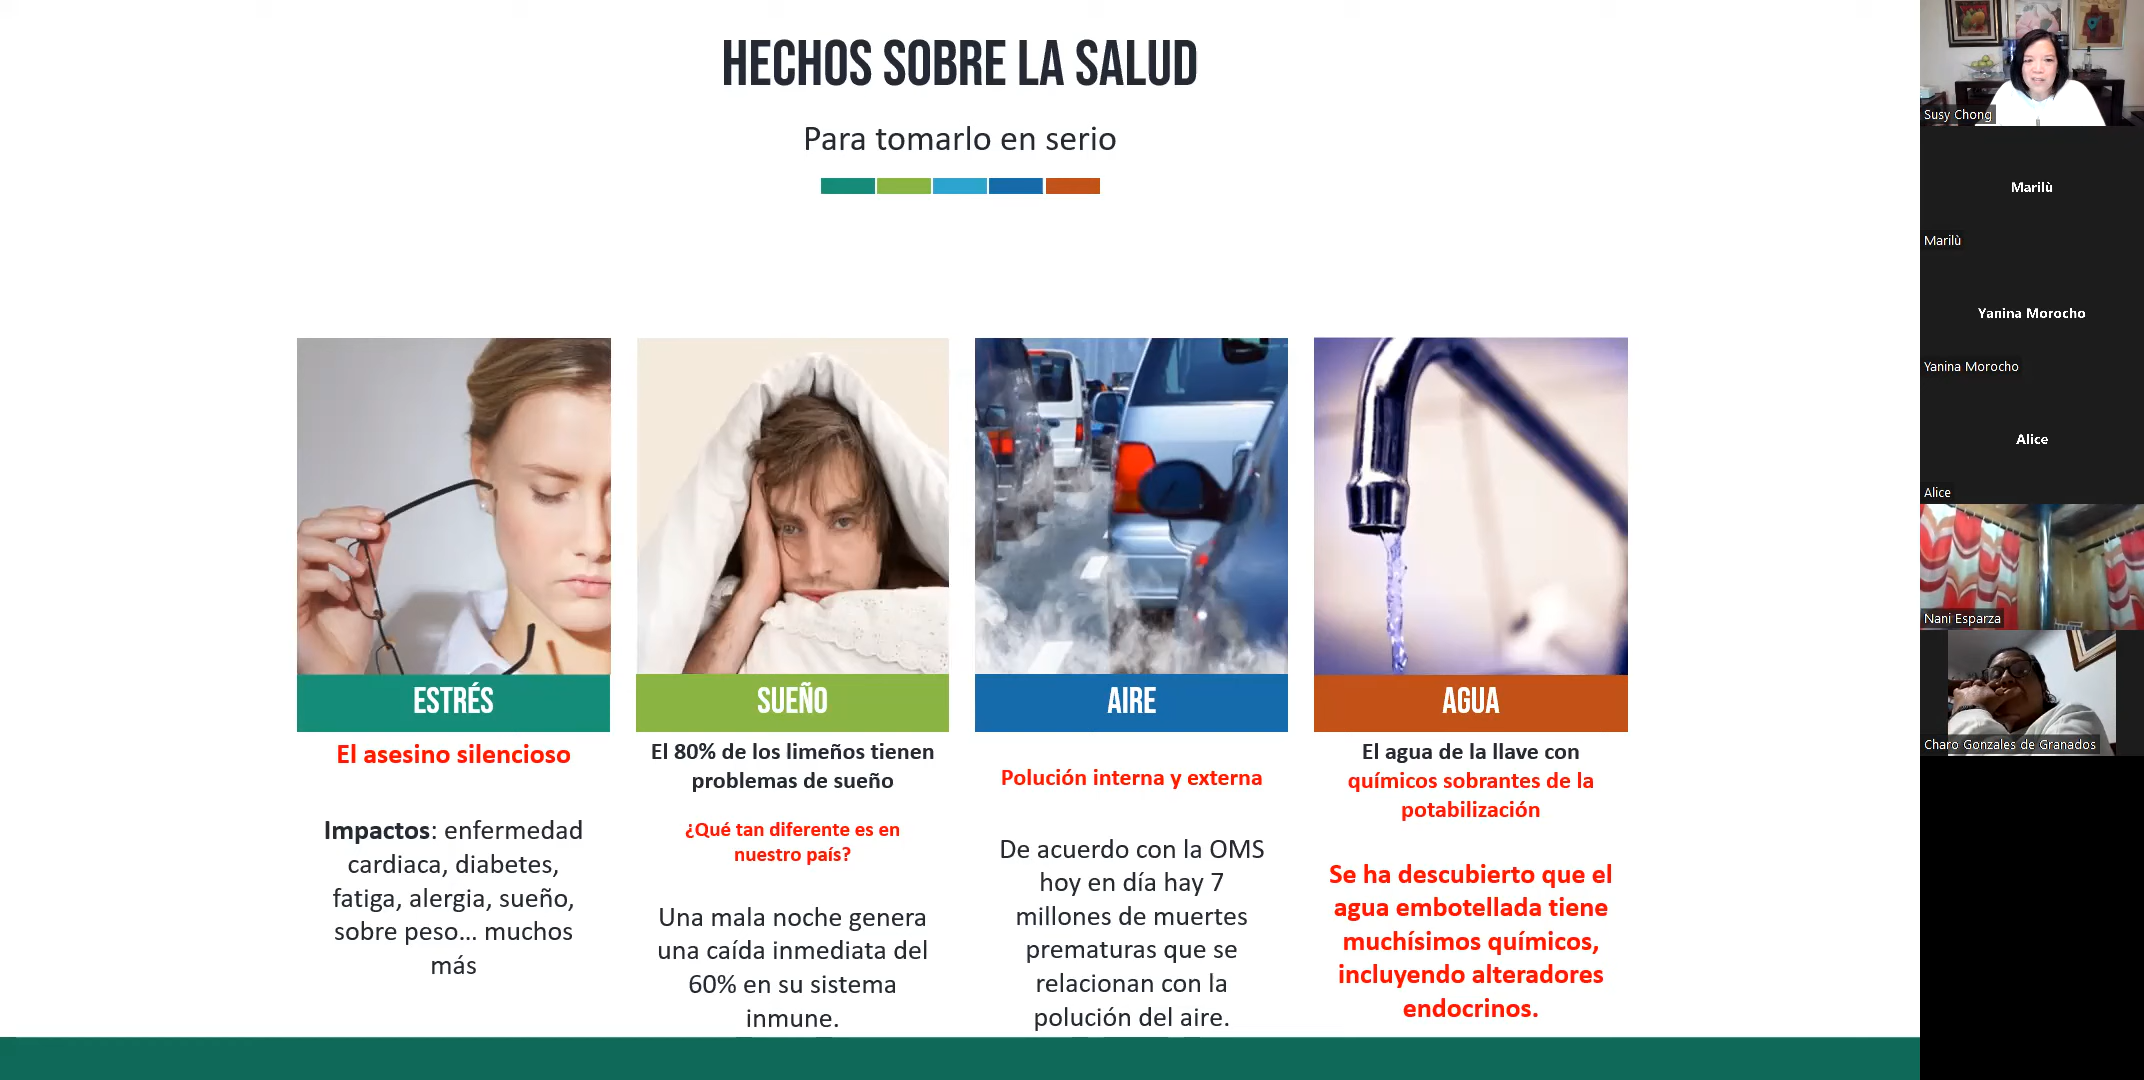 HECHOS SOBRE LA SALUD
Para tomarlo en serio
ESTRÉS
El asesino silencioso
Impactos: enfermedad
cardiaca, diabetes,
fatiga, alergia, sueño,
sobre peso... muchos
más
SUEÑO
El 80% de los limeños tienen
problemas de sueño
¿Qué tan diferente es en
nuestro país?
Una mala noche genera
una caída inmediata del
60% en su sistema
inmune.
AIRE
Polución interna y externa
De acuerdo con la OMS
hoy en día hay 7
millones de muertes
prematuras que se
relacionan con la
polución del aire.
AGUA
El agua de la llave con
químicos sobrantes de la
potabilización
Se ha descubierto que el
agua embotellada tiene
muchísimos químicos,
incluyendo alteradores
endocrinos.
Susy Chong
Marilù
Marilù
Yanina Morocho
Yanina Morocho
Alice
Alice
Nani Esparza
Charo Gonzales de Granados